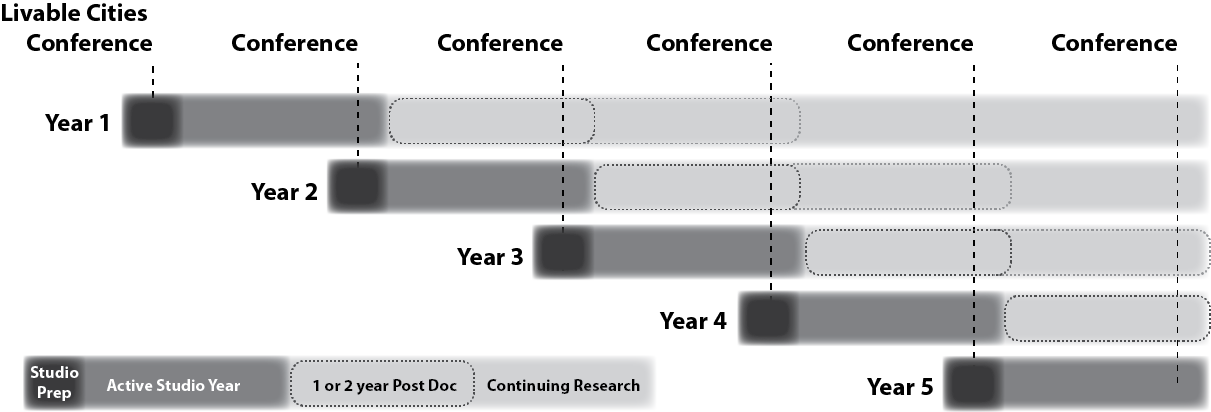 Livable Cities
Conference Conference Conference Conference Conference Conference
Year 1
Year 2
Year 3
Year 4
Year 5
Studio
Prep
Active Studio Year
1 or 2 year Post Doc
Continuing Research